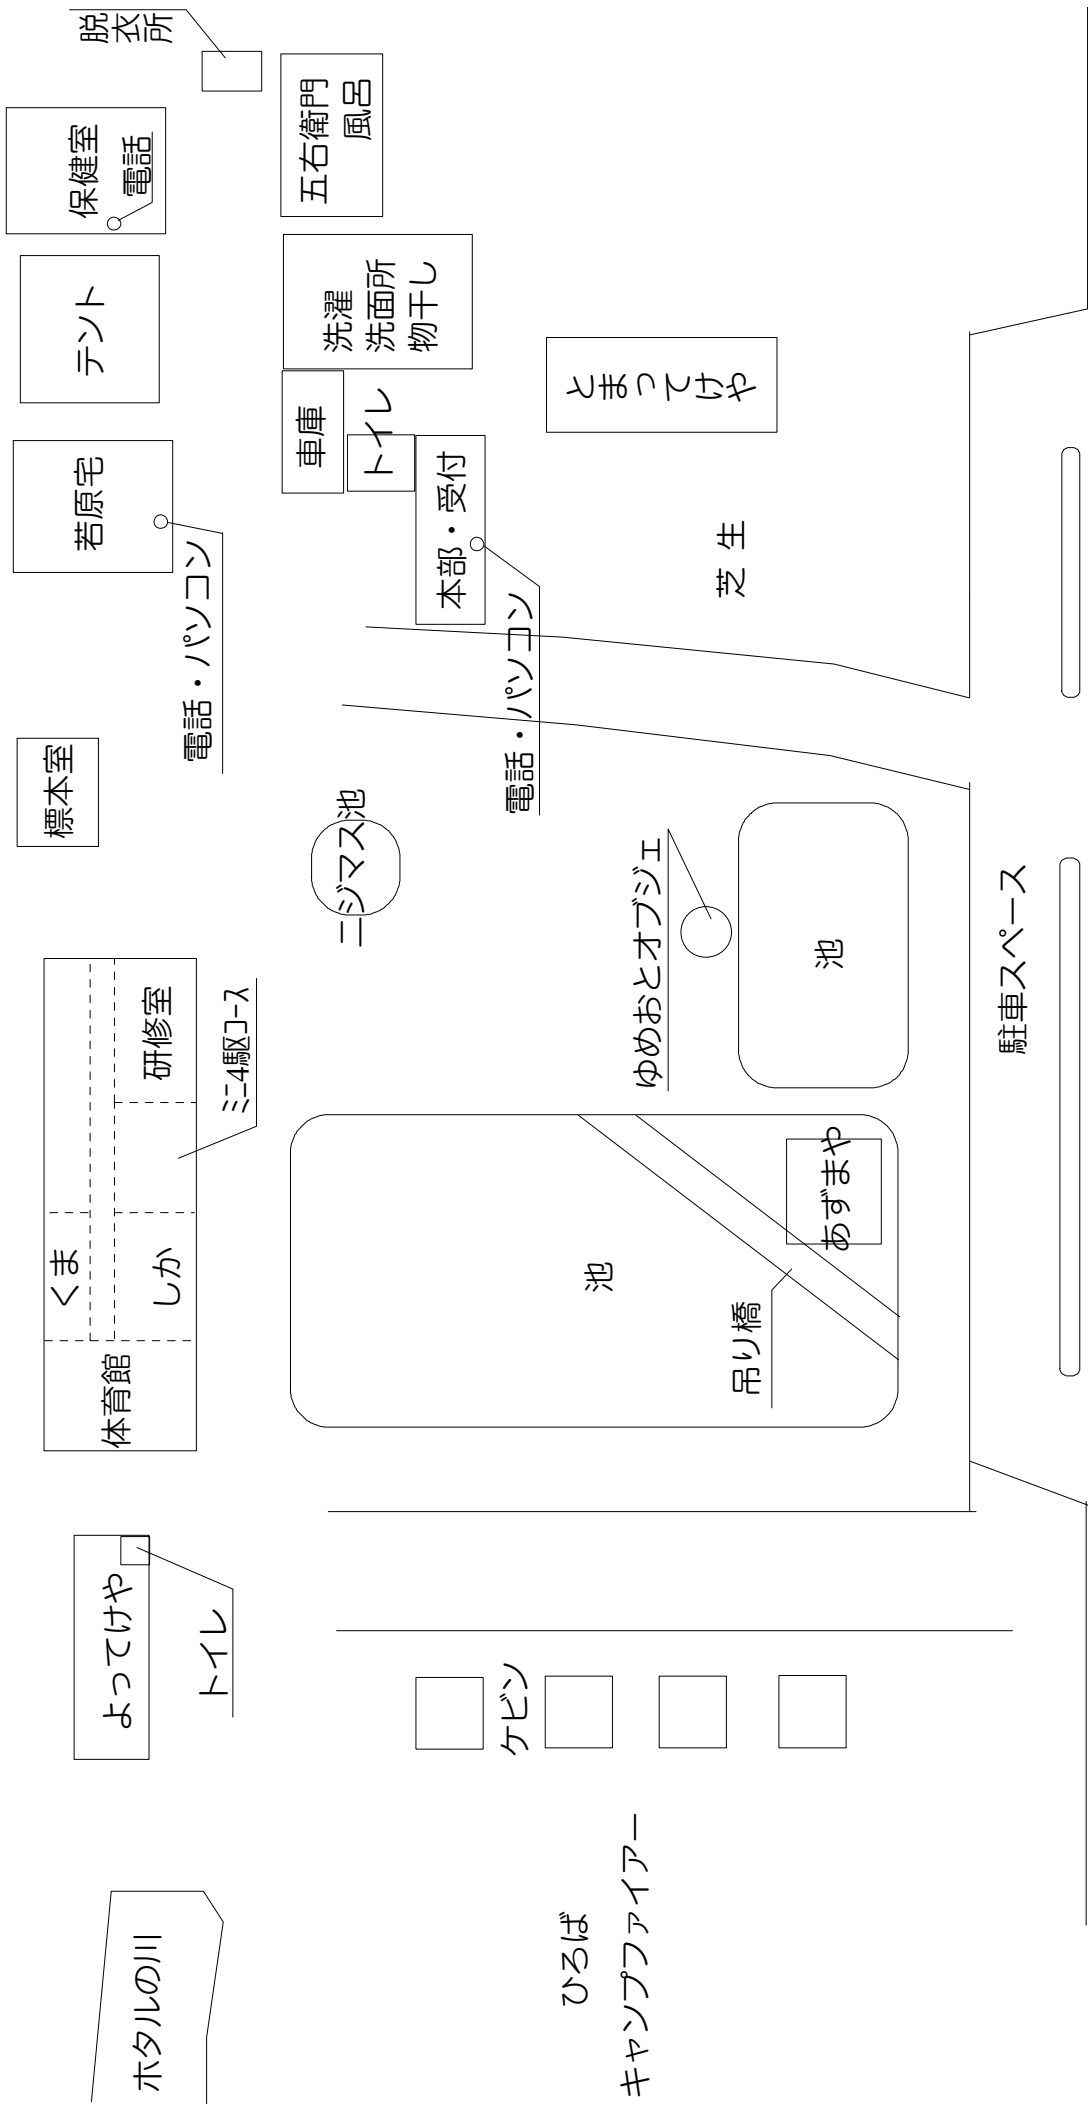 ホタルの川
よってけや
トイレ
体育館
くま
しか
研修室
ミニ4駆コース
標本室
若原宅
電話・パソコン
テント
保健室
電話
脱衣所
五右衛門
風呂
洗濯
洗面所
物干し
車庫
トイレ
本部・受付
電話・パソコン
ニジマス池
とまってけや
芝生
ゆめおとオブジェ
池
池
あずまや
吊り橋
ケビン
ひろば
キャンプファイアー
駐車スペース